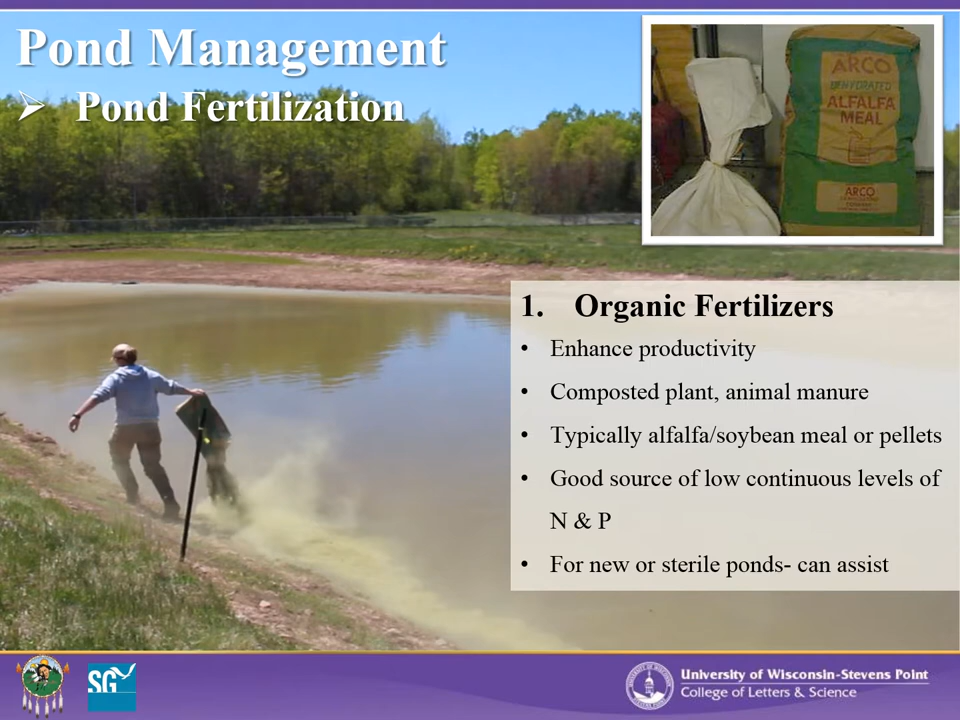 Pond Management
➢ Pond Fertilization
ARCO
DEHYDRATED
ALFALFA
MEAL
ARCO
1. Organic Fertilizers
• Enhance productivity
• Composted plant, animal manure
• Typically alfalfa/soybean meal or pellets
• Good source of low continuous levels of
N & P
• For new or sterile ponds- can assist
SG
University of Wisconsin-Stevens Point
College of Letters & Science